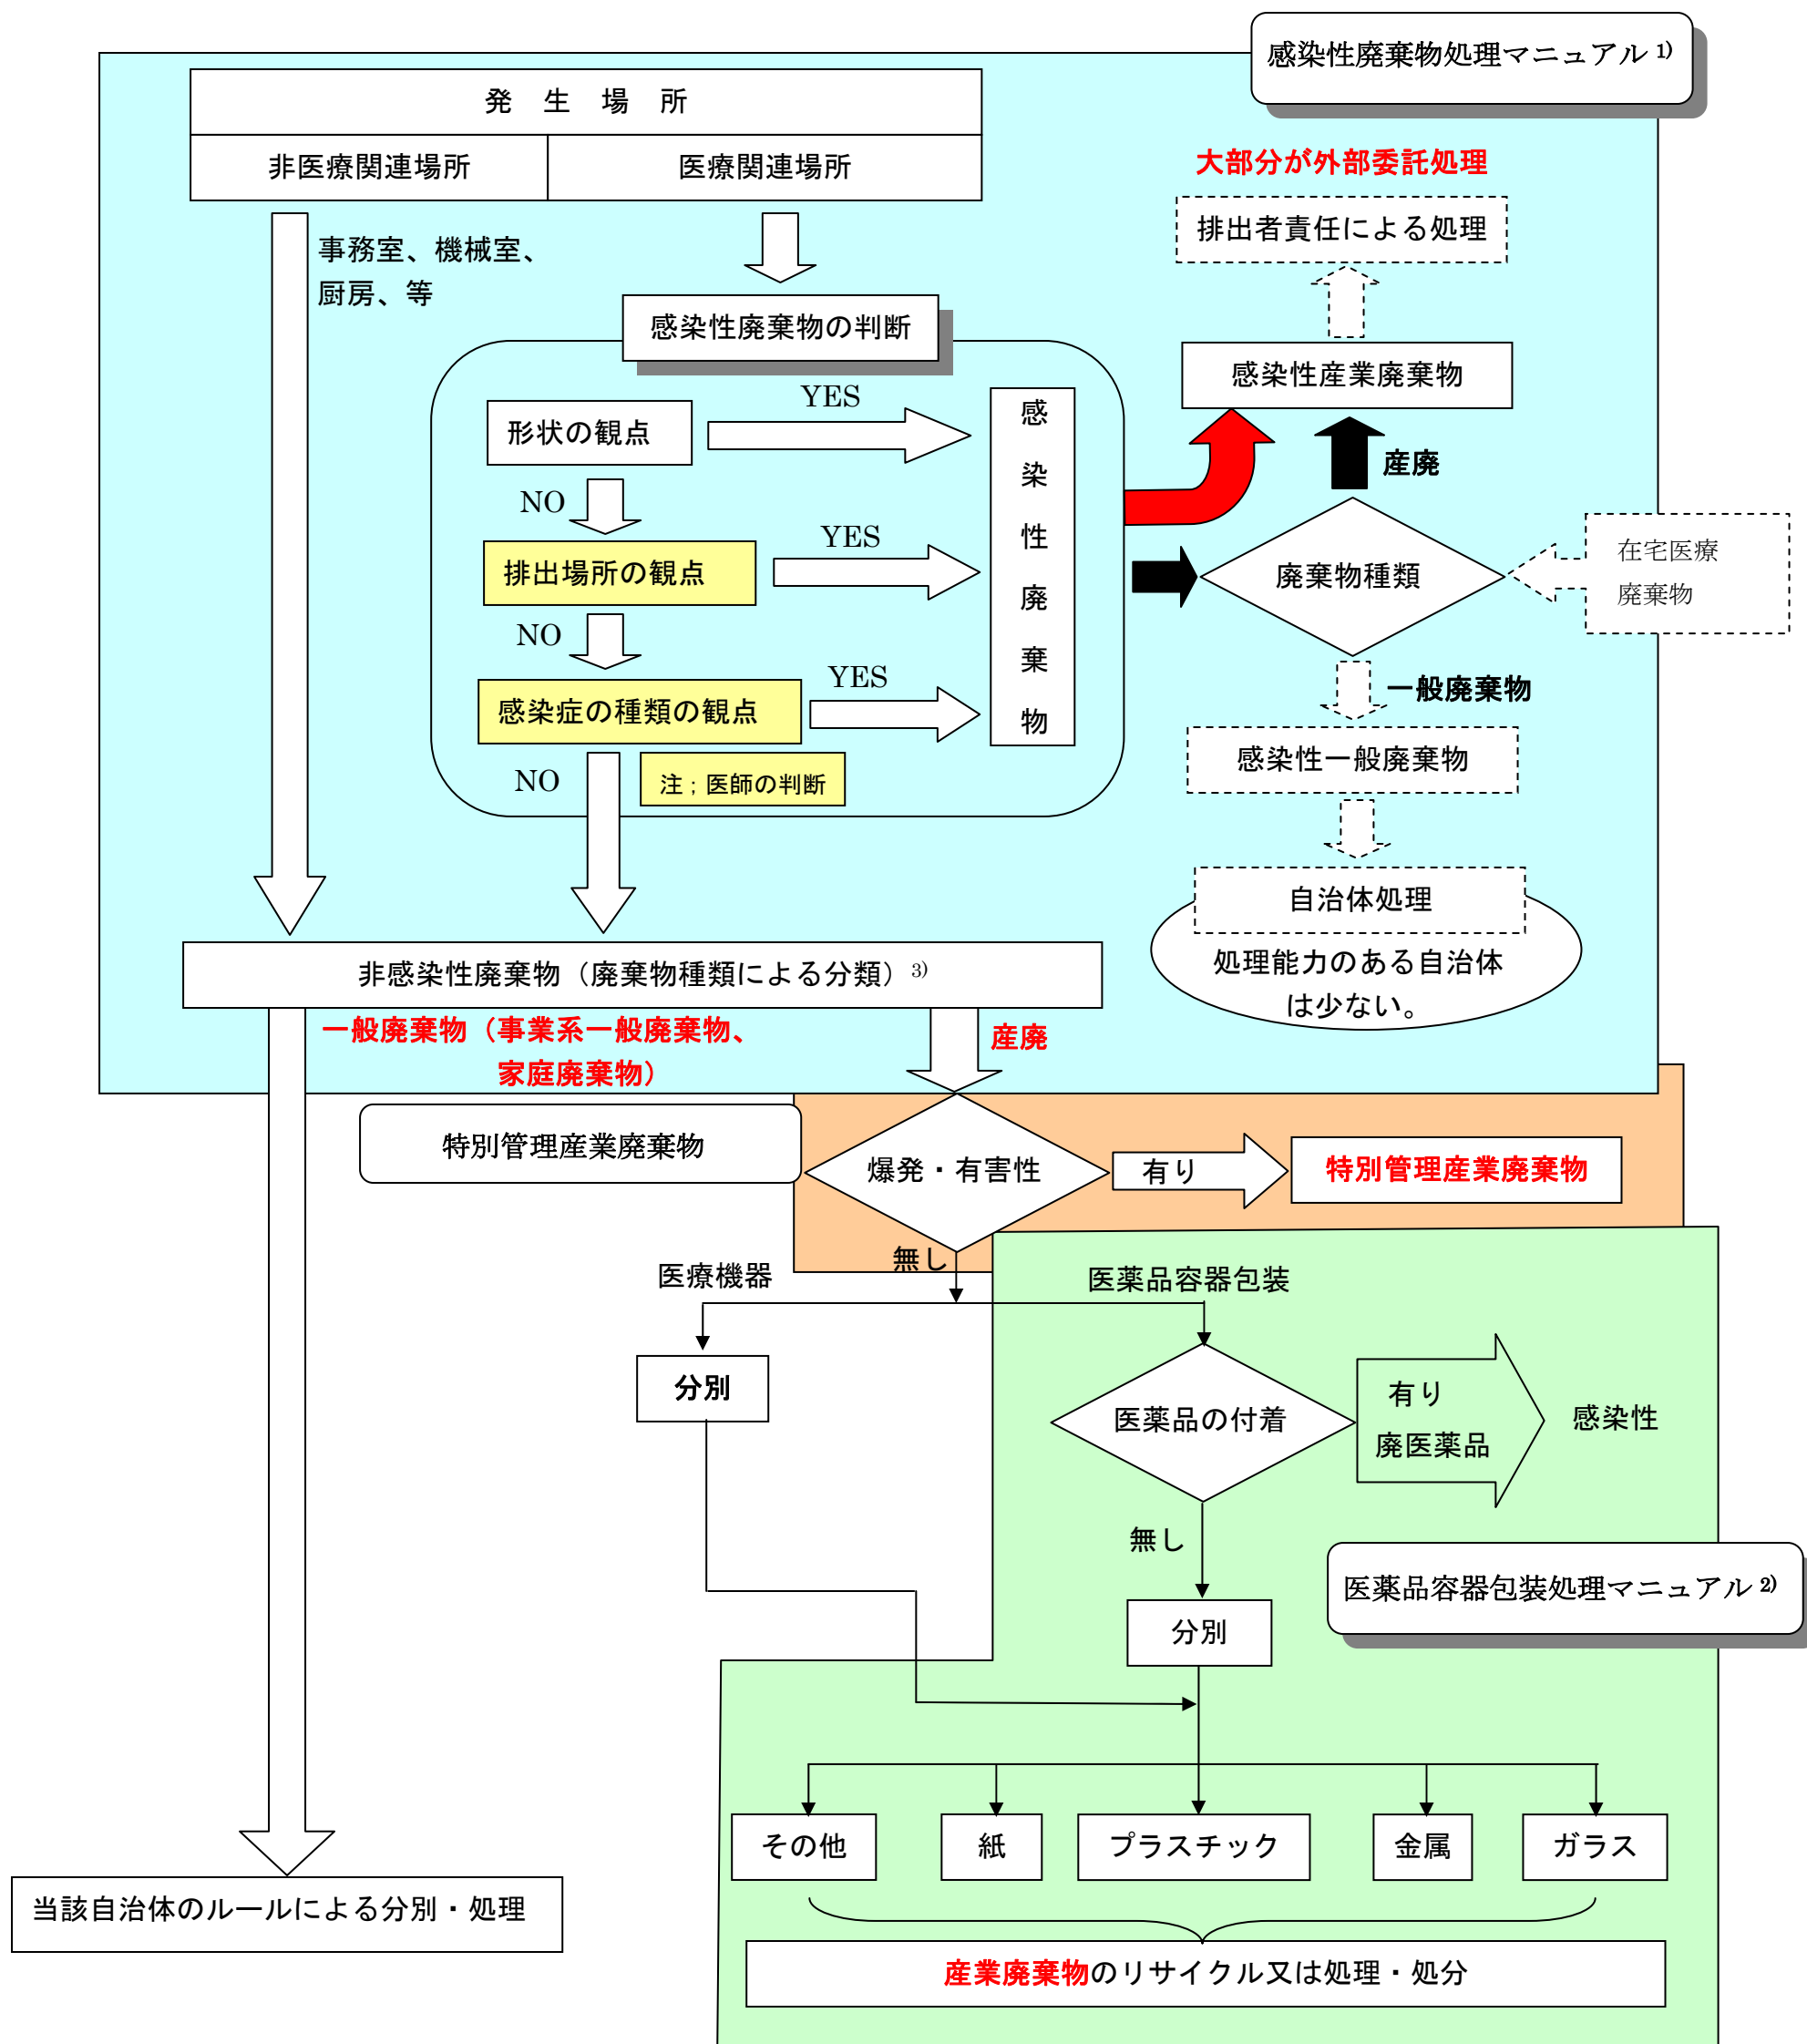 感染性廃棄物処理マニュアル 1)
発　生　場　所
非医療関連場所
医療関連場所
大部分が外部委託処理
排出者責任による処理
事務室、機械室、
厨房、等
感染性廃棄物の判断
感染性産業廃棄物
形状の観点
YES
感
染
性
廃
棄
物
産廃
NO
排出場所の観点
YES
廃棄物種類
在宅医療
廃棄物
NO
感染症の種類の観点
YES
一般廃棄物
感染性一般廃棄物
NO
注；医師の判断
自治体処理
処理能力のある自治体
は少ない。
非感染性廃棄物（廃棄物種類による分類）3)
一般廃棄物（事業系一般廃棄物、
家庭廃棄物）
産廃
特別管理産業廃棄物
爆発・有害性
有り
特別管理産業廃棄物
無し
医療機器
医薬品容器包装
分別
医薬品の付着
有り
廃医薬品
感染性
無し
医薬品容器包装処理マニュアル 2)
分別
その他
紙
プラスチック
金属
ガラス
当該自治体のルールによる分別・処理
産業廃棄物のリサイクル又は処理・処分